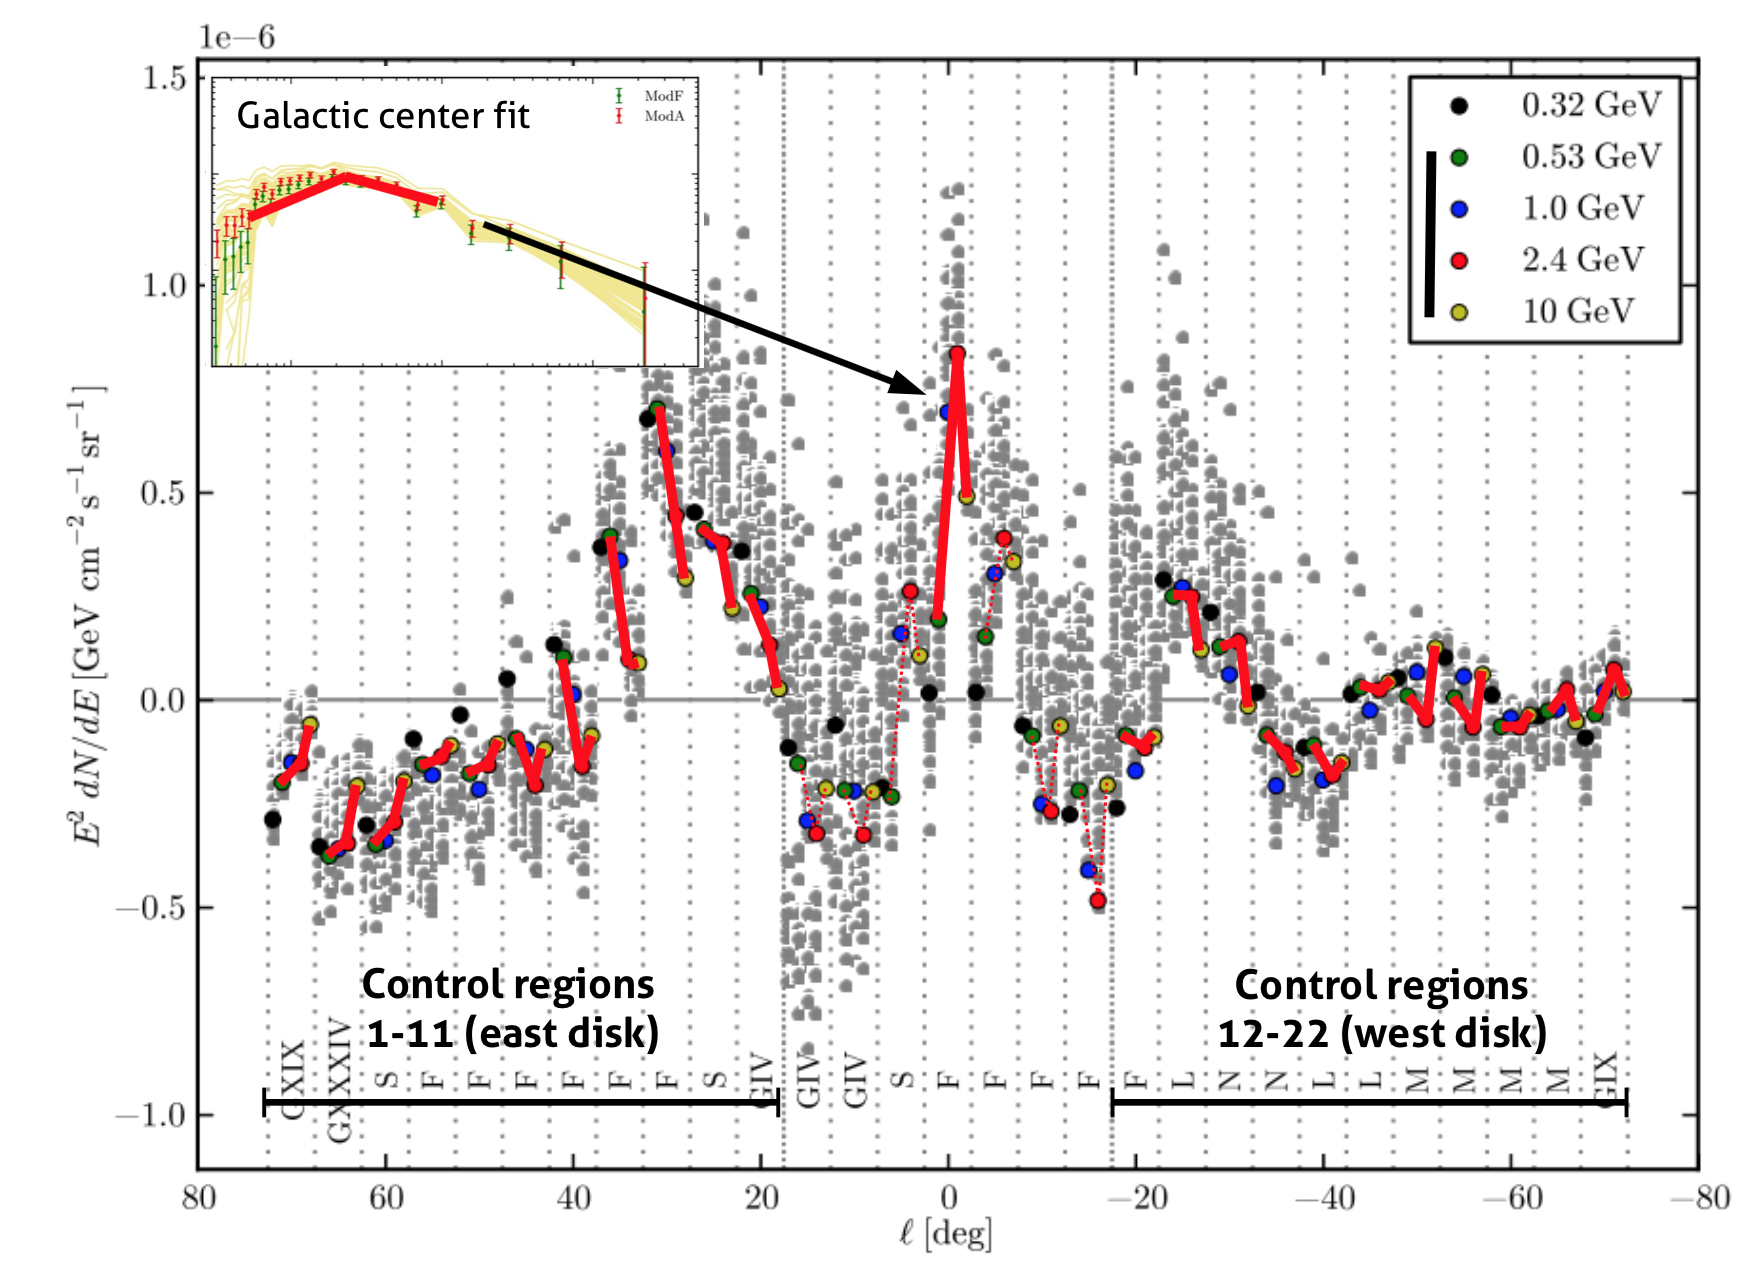 1e−6
1.5
1.0
0.5
0.0
−0.5
−1.0
E² dN/dE [GeV cm⁻² s⁻¹ sr⁻¹]
Galactic center fit
ModF
ModA
0.32 GeV
0.53 GeV
1.0 GeV
2.4 GeV
10 GeV
Control regions
1-11 (east disk)
Control regions
12-22 (west disk)
GXIX
GXXXIV
S
F
F
F
F
F
F
S
GIV
GIV
GIV
S
F
F
F
F
F
L
N
N
L
L
M
M
M
M
GIX
80
60
40
20
0
−20
−40
−60
−80
ℓ [deg]